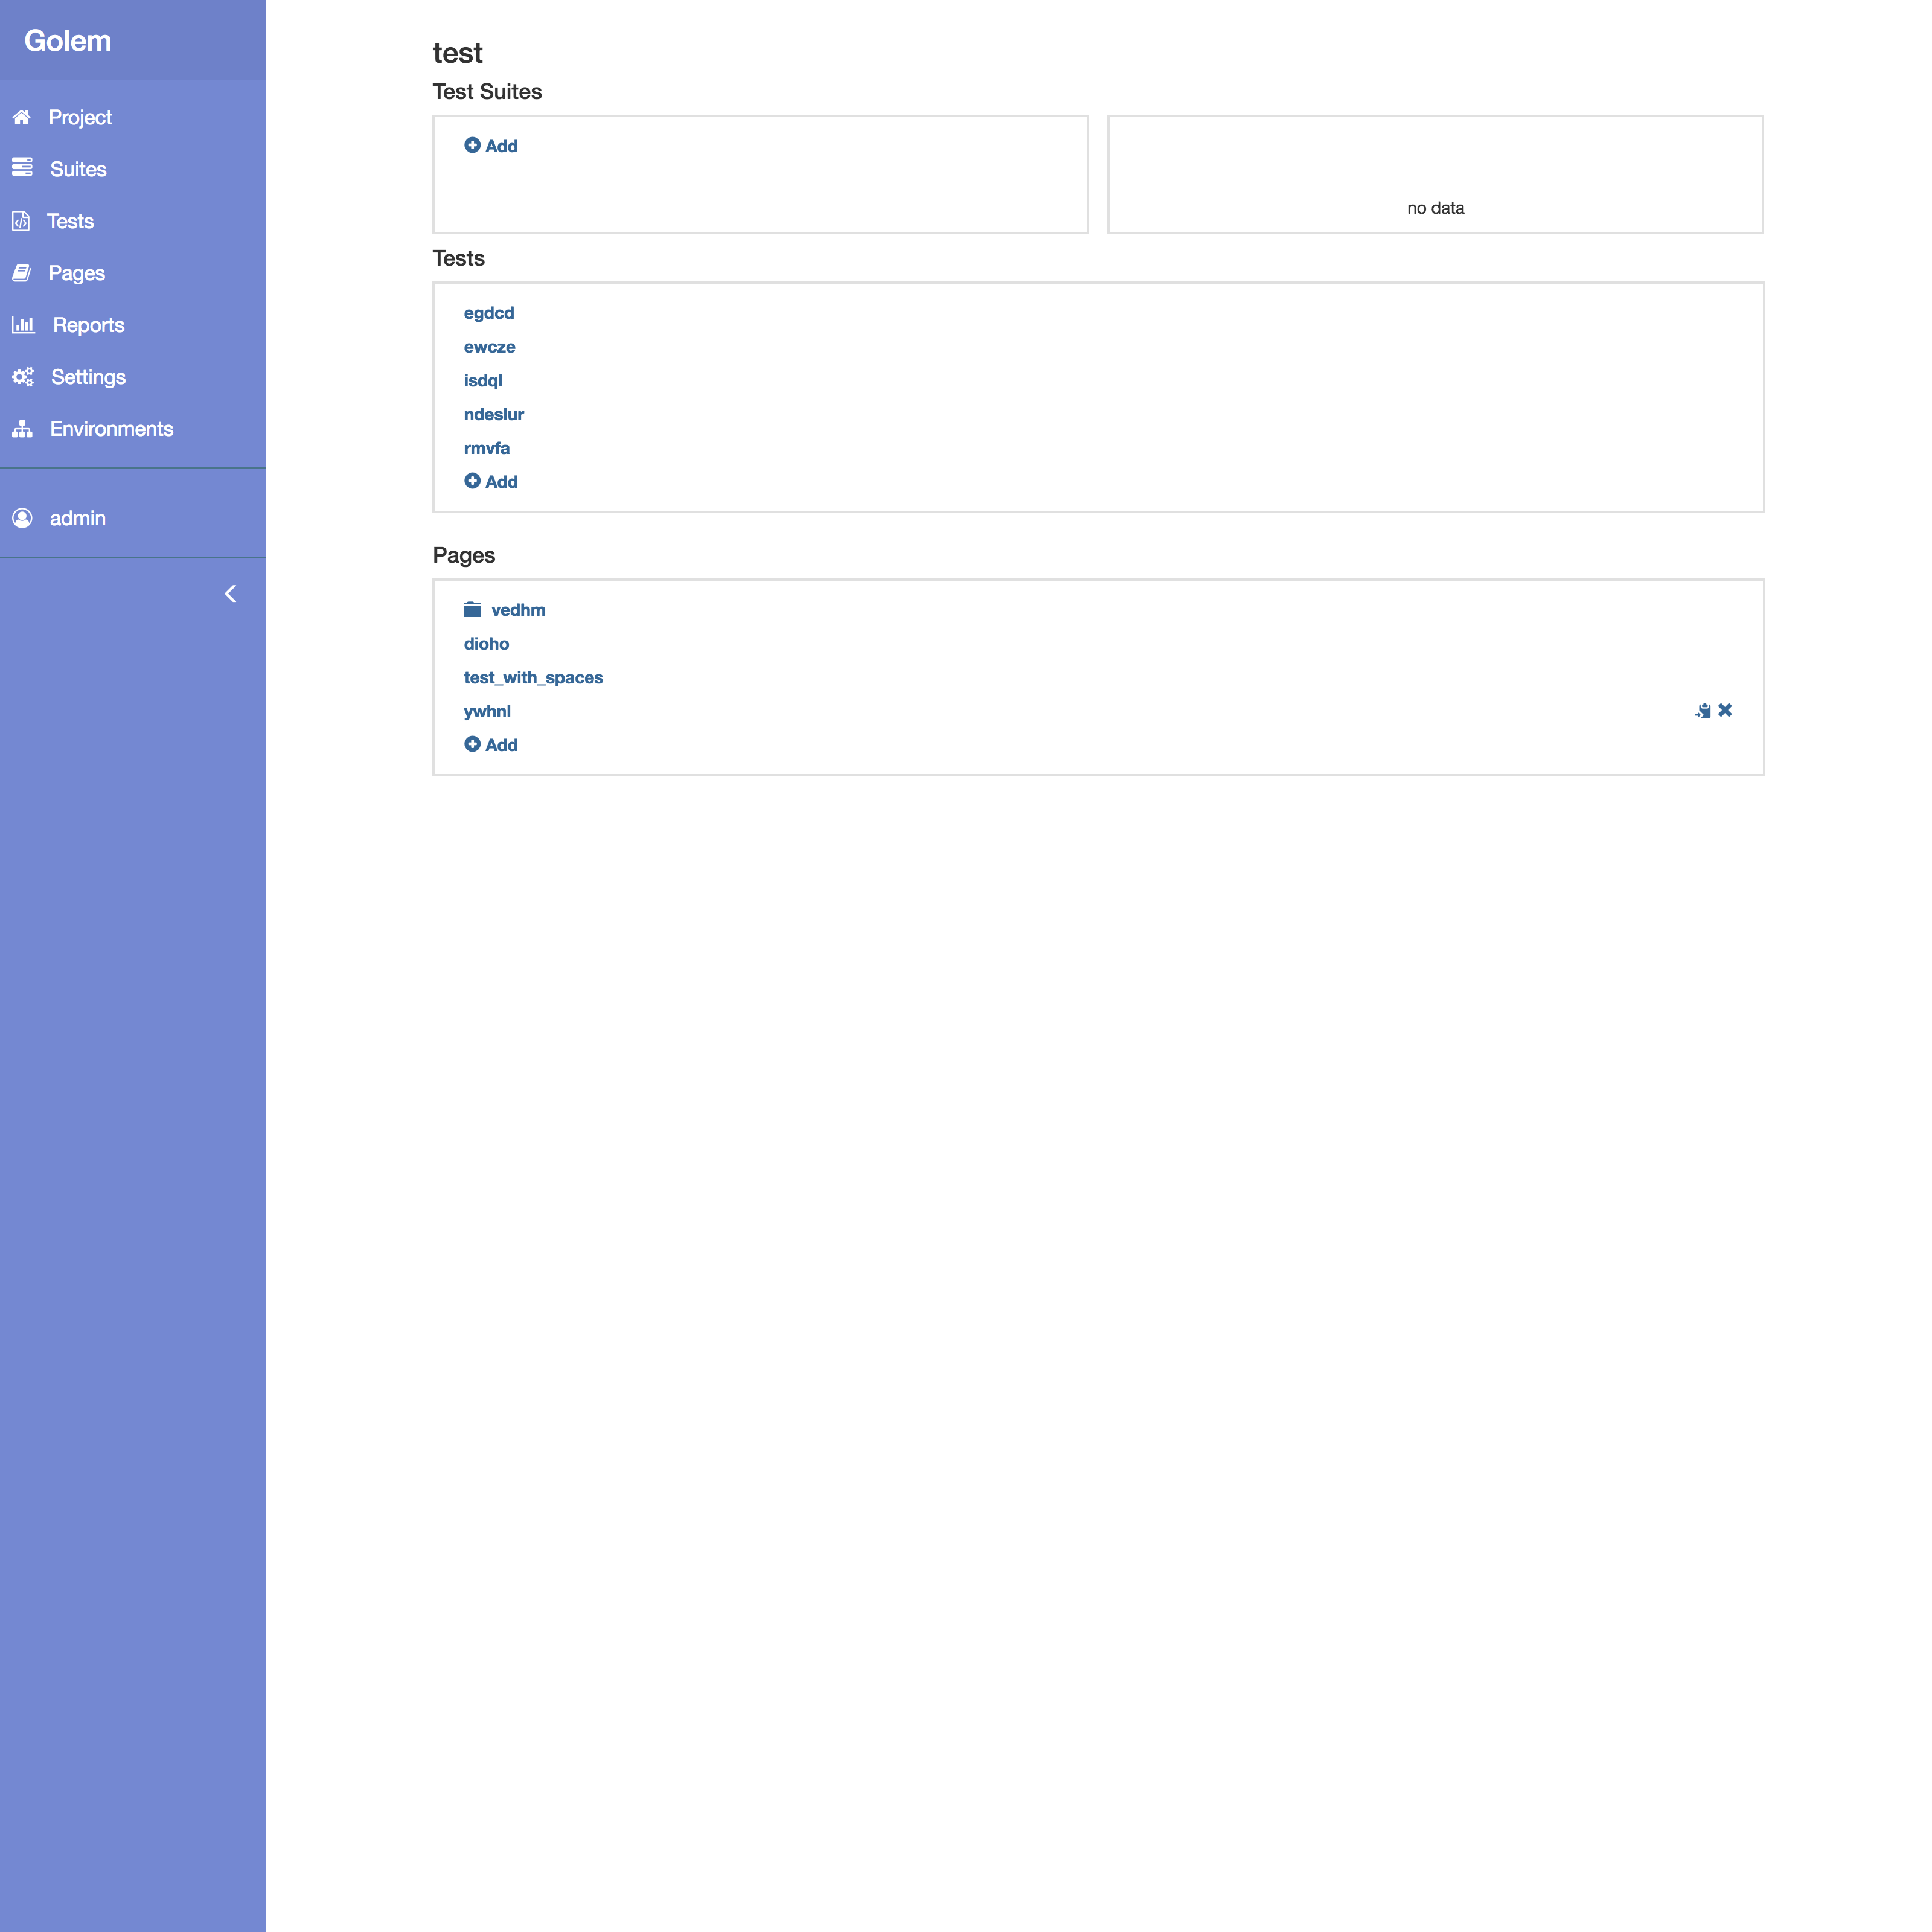 Golem
Project
Suites
Tests
Pages
Reports
Settings
Environments
admin
test
Test Suites
Add
no data
Tests
egdcd
ewcze
isdql
ndeslur
rmvfa
Add
Pages
vedhm
dioho
test_with_spaces
ywhnl
Add